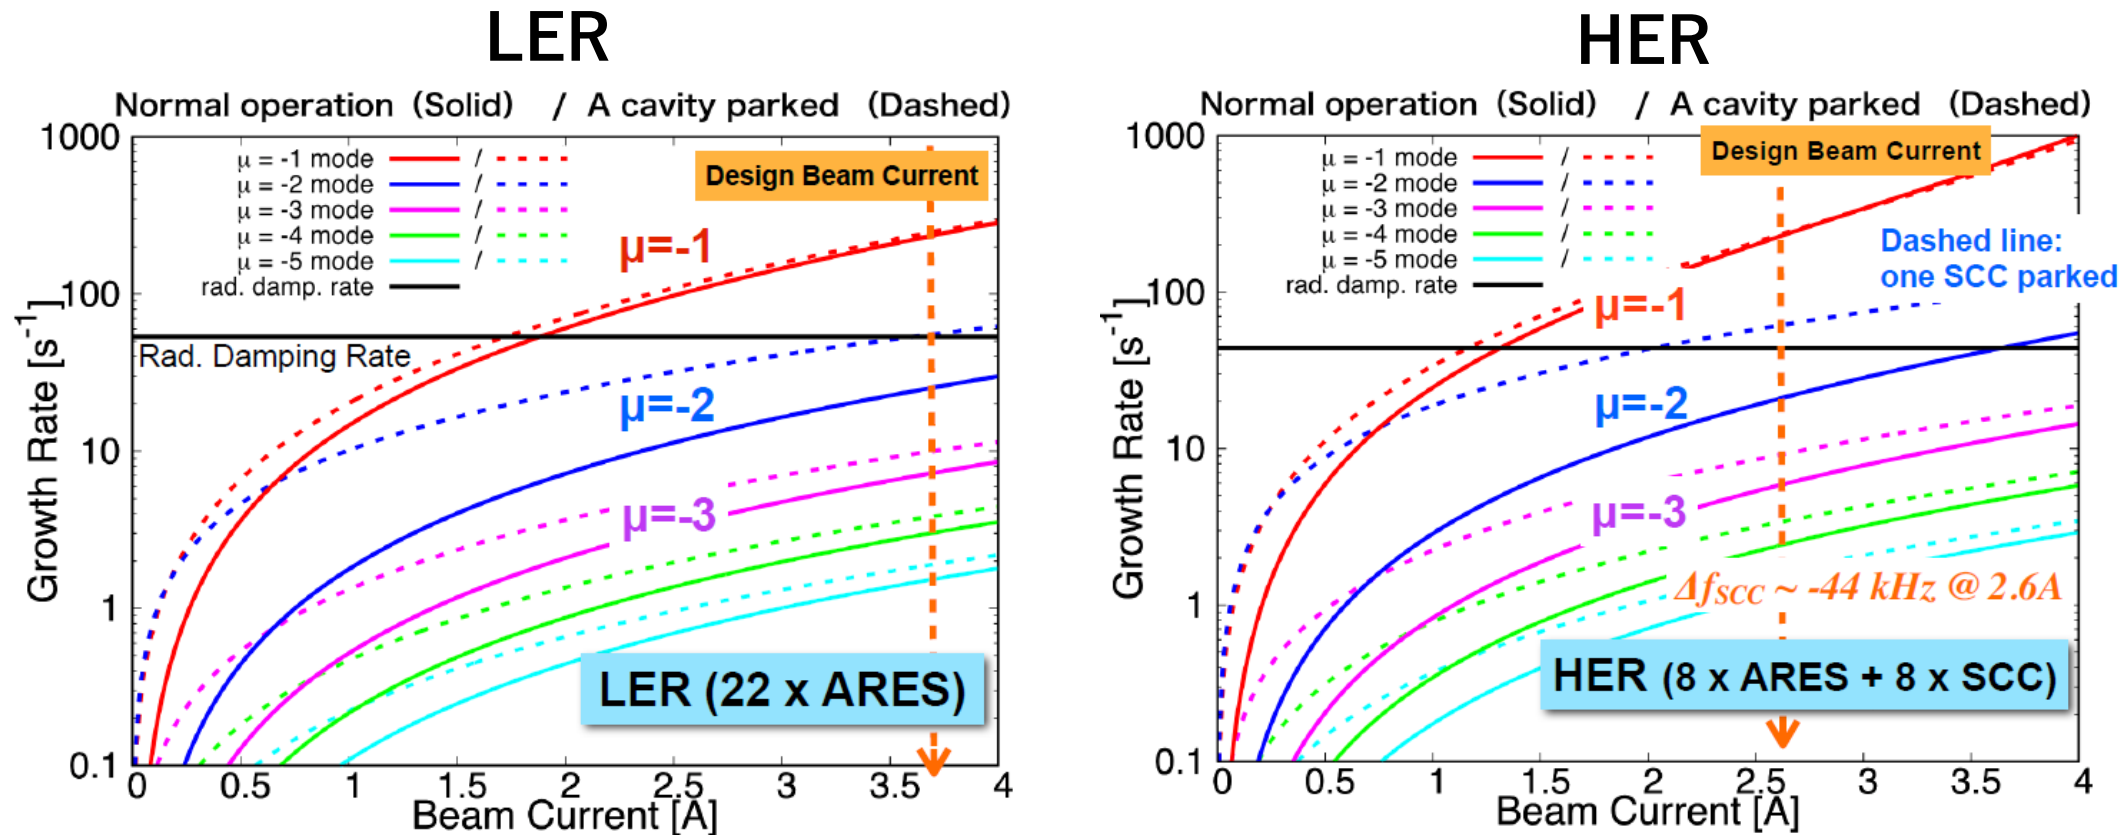 LER
Normal operation (Solid) / A cavity parked (Dashed)
1000
100
10
1
0.1
Growth Rate [s⁻¹]
μ = -1 mode /
μ = -2 mode /
μ = -3 mode /
μ = -4 mode /
μ = -5 mode /
rad. damp. rate
Design Beam Current
μ=-1
Rad. Damping Rate
μ=-2
μ=-3
LER (22 x ARES)
0 0.5 1 1.5 2 2.5 3 3.5 4
Beam Current [A]
HER
Normal operation (Solid) / A cavity parked (Dashed)
1000
100
10
1
0.1
Growth Rate [s⁻¹]
μ = -1 mode /
μ = -2 mode /
μ = -3 mode /
μ = -4 mode /
μ = -5 mode /
rad. damp. rate
Design Beam Current
Dashed line:
one SCC parked
μ=-1
μ=-2
μ=-3
ΔfSCC ~ -44 kHz @ 2.6A
HER (8 x ARES + 8 x SCC)
0 0.5 1 1.5 2 2.5 3 3.5 4
Beam Current [A]